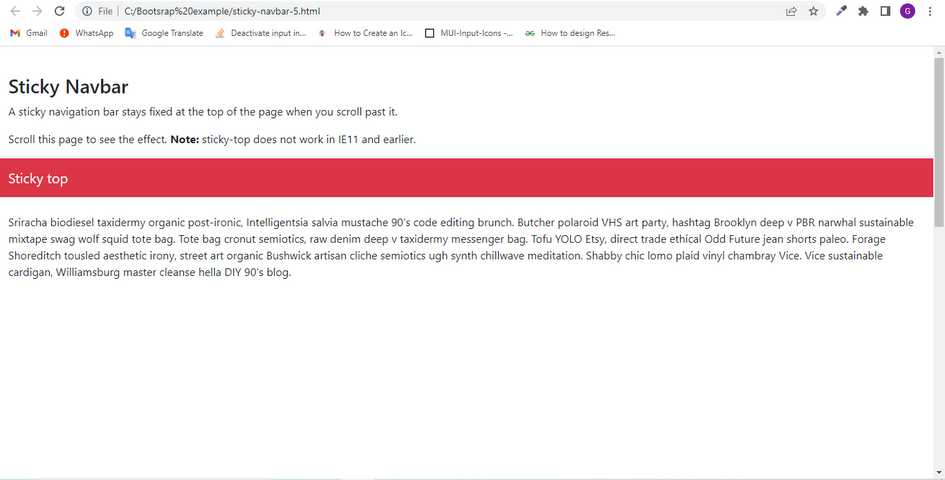 File C:/Bootsrap%20example/sticky-navbar-5.html
G
Gmail WhatsApp Google Translate Deactivate input in... How to Create an Ic... MUI-Input-Icons -... How to design Res...
Sticky Navbar
A sticky navigation bar stays fixed at the top of the page when you scroll past it.
Scroll this page to see the effect. Note: sticky-top does not work in IE11 and earlier.
Sticky top
Sriracha biodiesel taxidermy organic post-ironic, Intelligentsia salvia mustache 90's code editing brunch. Butcher polaroid VHS art party, hashtag Brooklyn deep v PBR narwhal sustainable
mixtape swag wolf squid tote bag. Tote bag cronut semiotics, raw denim deep v taxidermy messenger bag. Tofu YOLO Etsy, direct trade ethical Odd Future jean shorts paleo. Forage
Shoreditch tousled aesthetic irony, street art organic Bushwick artisan cliche semiotics ugh synth chillwave meditation. Shabby chic lomo plaid vinyl chambray Vice. Vice sustainable
cardigan, Williamsburg master cleanse hella DIY 90's blog.